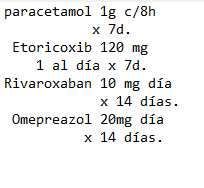 paracetamol 1g c/8h
x 7d.
Etoricoxib 120 mg
1 al día x 7d.
Rivaroxaban 10 mg día
x 14 días.
Omepreazol 20mg día
x 14 días.